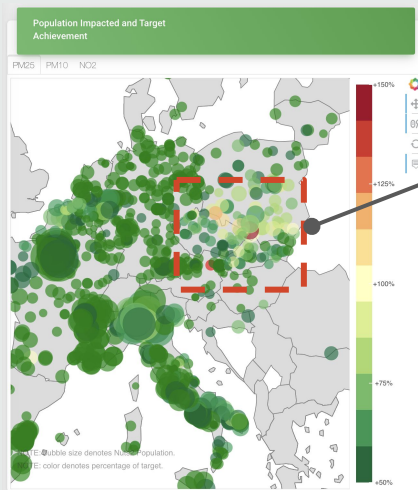 Population Impacted and Target
Achievement
PM25 PM10 NO2
+150%
+125%
+100%
+75%
+50%
NOTE: Bubble size denotes Population.
NOTE: color denotes percentage of target.